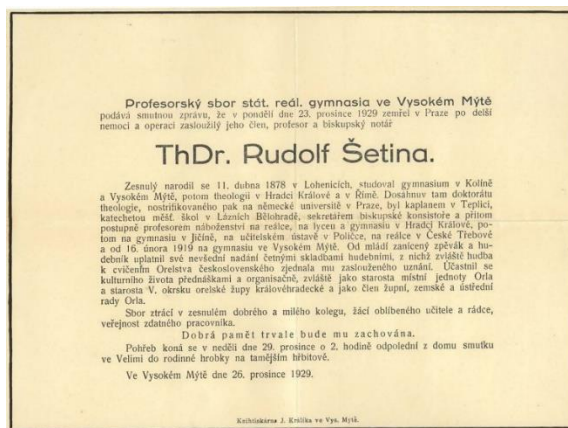 Profesorský sbor stát. reál. gymnasia ve Vysokém Mýtě
podává smutnou zprávu, že v pondělí dne 23. prosince 1929 zemřel v Praze po delší
nemoci a operaci zasloužilý jeho člen, profesor a biskupský notář
ThDr. Rudolf Šetina.
Zesnulý narodil se 11. dubna 1878 v Lohenicích, studoval gymnasium v Kolíně
a Vysokém Mýtě, potom theologii v Hradci Králové a v Římě. Dosáhnuv tam doktorátu
theologie, nostrifikovaného pak na německé universitě v Praze, byl kaplanem v Teplici,
katechetou měšť. škol v Lázních Bělohradě, sekretářem biskupské konsistoře a přitom
postupně profesorem náboženství na reálce, na lyceu a gymnasiu v Hradci Králové, po-
tom na gymnasiu v Jičíně, na učitelském ústavě v Poličce, na reálce v České Třebové
a od 16. února 1919 na gymnasiu ve Vysokém Mýtě. Od mládí zanícený zpěvák a hu-
debník uplatnil své nevšední nadání četnými skladbami hudebními, z nichž zvláště hudba
k cvičením Orelstva československého zjednala mu zaslouženého uznání. Účastnil se
kulturního života přednáškami a organisačně, zvláště jako starosta místní jednoty Orla
a starosta V. okrsku orelské župy královéhradecké a jako člen župní, zemské a ústřední
rady Orla.
Sbor ztrácí v zesnulém dobrého a milého kolegu, žáci oblíbeného učitele a rádce,
veřejnost zdatného pracovníka.
Dobrá paměť trvale bude mu zachována.
Pohřeb koná se v neděli dne 29. prosince o 2. hodině odpolední z domu smutku
ve Velimi do rodinné hrobky na tamějším hřbitově.
Ve Vysokém Mýtě dne 26. prosince 1929.
Knihtiskárna J. Králíka ve Vys. Mýtě.